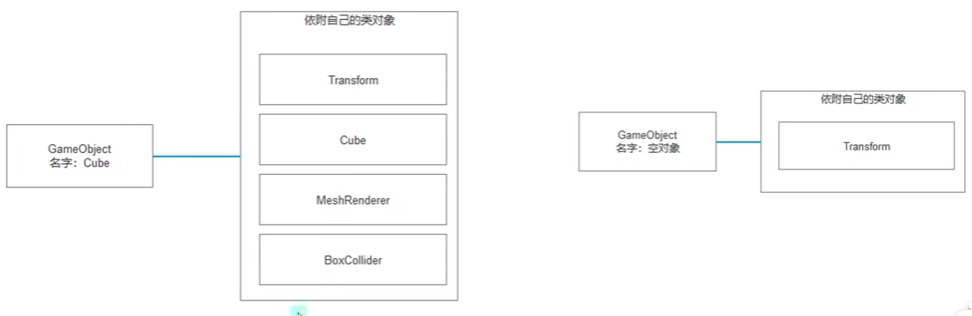 依附自己的类对象
Transform
Cube
MeshRenderer
BoxCollider
GameObject
名字：Cube
依附自己的类对象
Transform
GameObject
名字：空对象